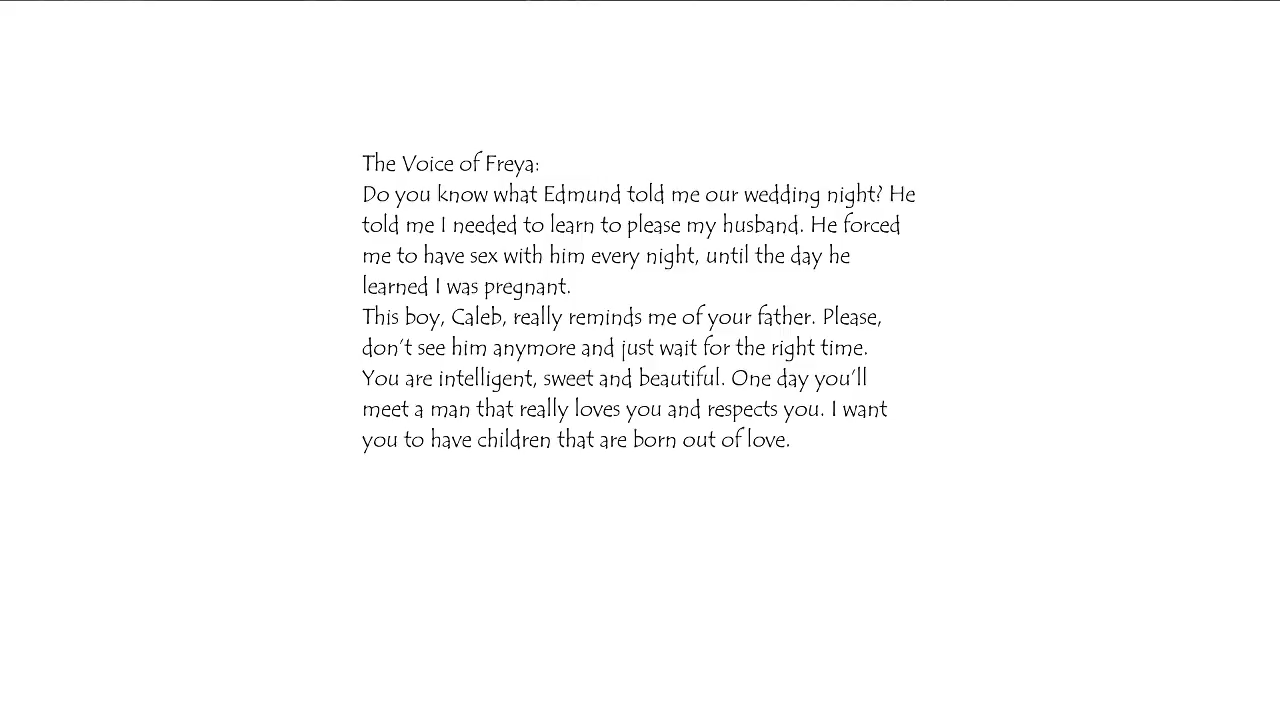 The Voice of Freya:
Do you know what Edmund told me our wedding night? He
told me I needed to learn to please my husband. He forced
me to have sex with him every night, until the day he
learned I was pregnant.
This boy, Caleb, really reminds me of your father. Please,
don't see him anymore and just wait for the right time.
You are intelligent, sweet and beautiful. One day you'll
meet a man that really loves you and respects you. I want
you to have children that are born out of love.